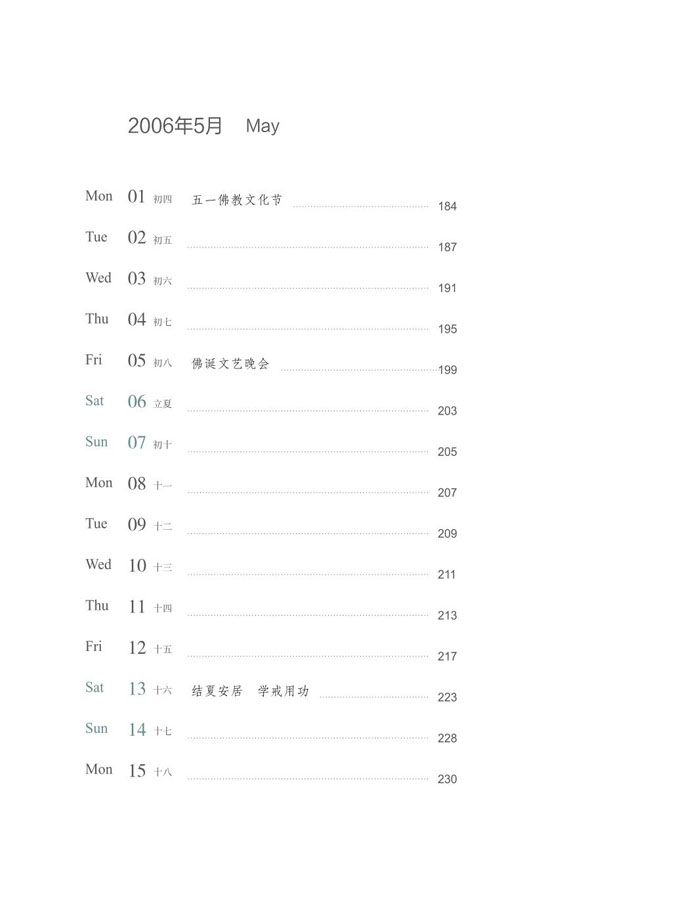 2006年5月 May
Mon 01 初四 五一佛教文化节 184
Tue 02 初五 187
Wed 03 初六 191
Thu 04 初七 195
Fri 05 初八 佛诞文艺晚会 199
Sat 06 立夏 203
Sun 07 初十 205
Mon 08 十一 207
Tue 09 十二 209
Wed 10 十三 211
Thu 11 十四 213
Fri 12 十五 217
Sat 13 十六 结夏安居 学戒用功 223
Sun 14 十七 228
Mon 15 十八 230